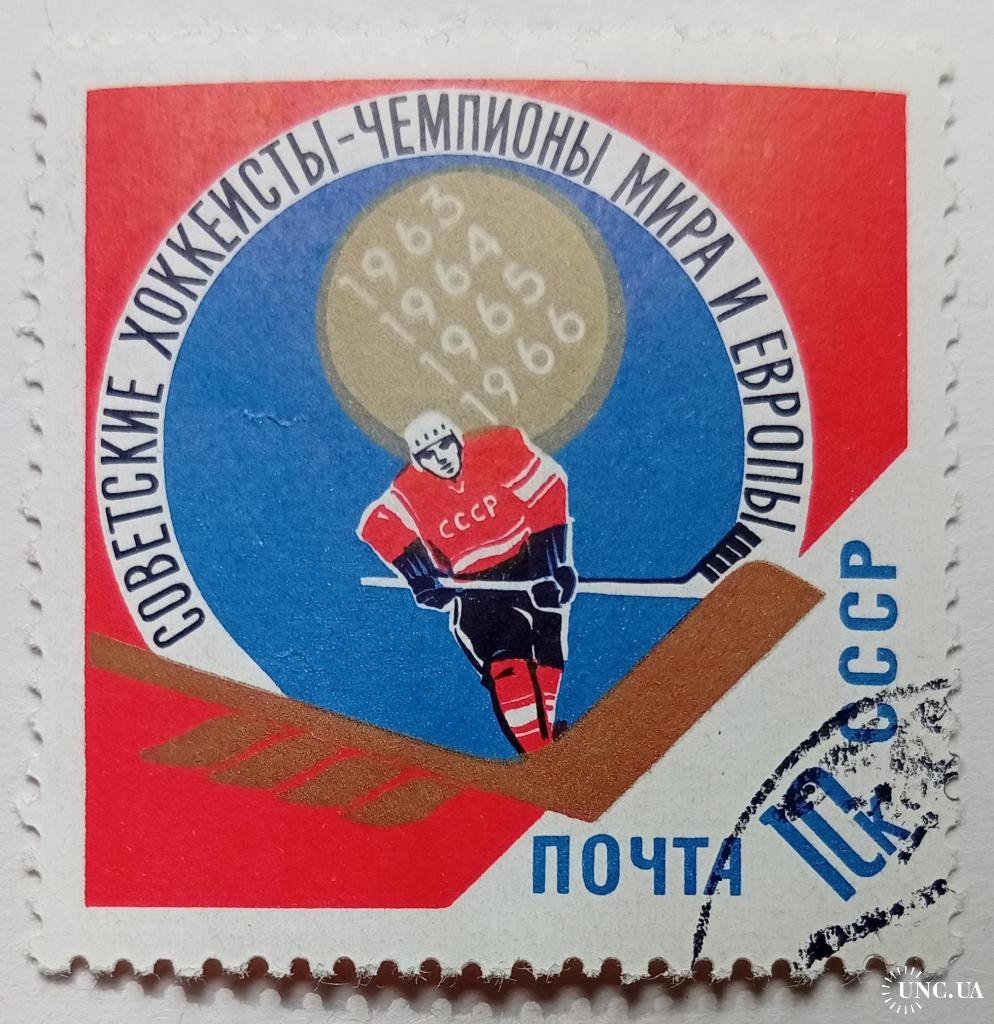 СОВЕТСКИЕ ХОККЕИСТЫ-ЧЕМПИОНЫ МИРА И ЕВРОПЫ
1963
1964
1965
1966
СССР
ПОЧТА
10К
СССР
UNC.UA